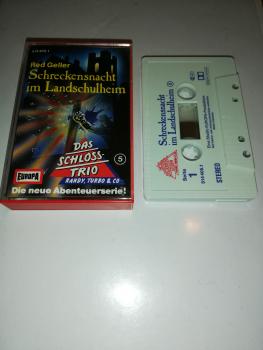 Red Geller
Schreckensnacht
im Landschulheim
DAS
SCHLOSS-
TRIO
5
RANDY, TURBO & CO
EUROPA
Die neue Abenteuerserie!
Schreckensnacht
im Landschulheim
Seite
1
STEREO